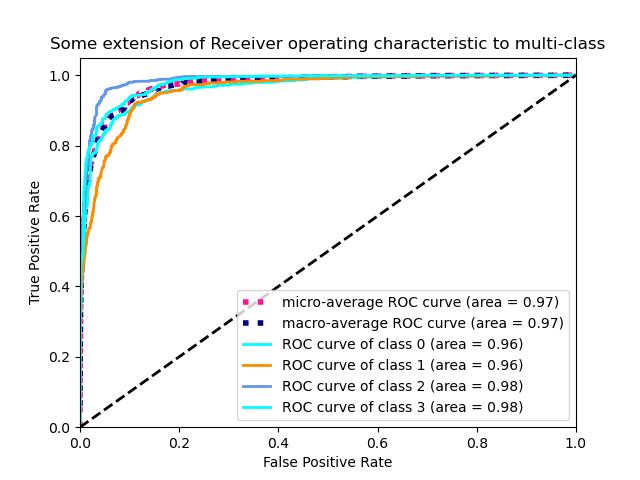 Some extension of Receiver operating characteristic to multi-class
True Positive Rate
1.0
0.8
0.6
0.4
0.2
0.0
micro-average ROC curve (area = 0.97)
macro-average ROC curve (area = 0.97)
ROC curve of class 0 (area = 0.96)
ROC curve of class 1 (area = 0.96)
ROC curve of class 2 (area = 0.98)
ROC curve of class 3 (area = 0.98)
0.0 0.2 0.4 0.6 0.8 1.0
False Positive Rate